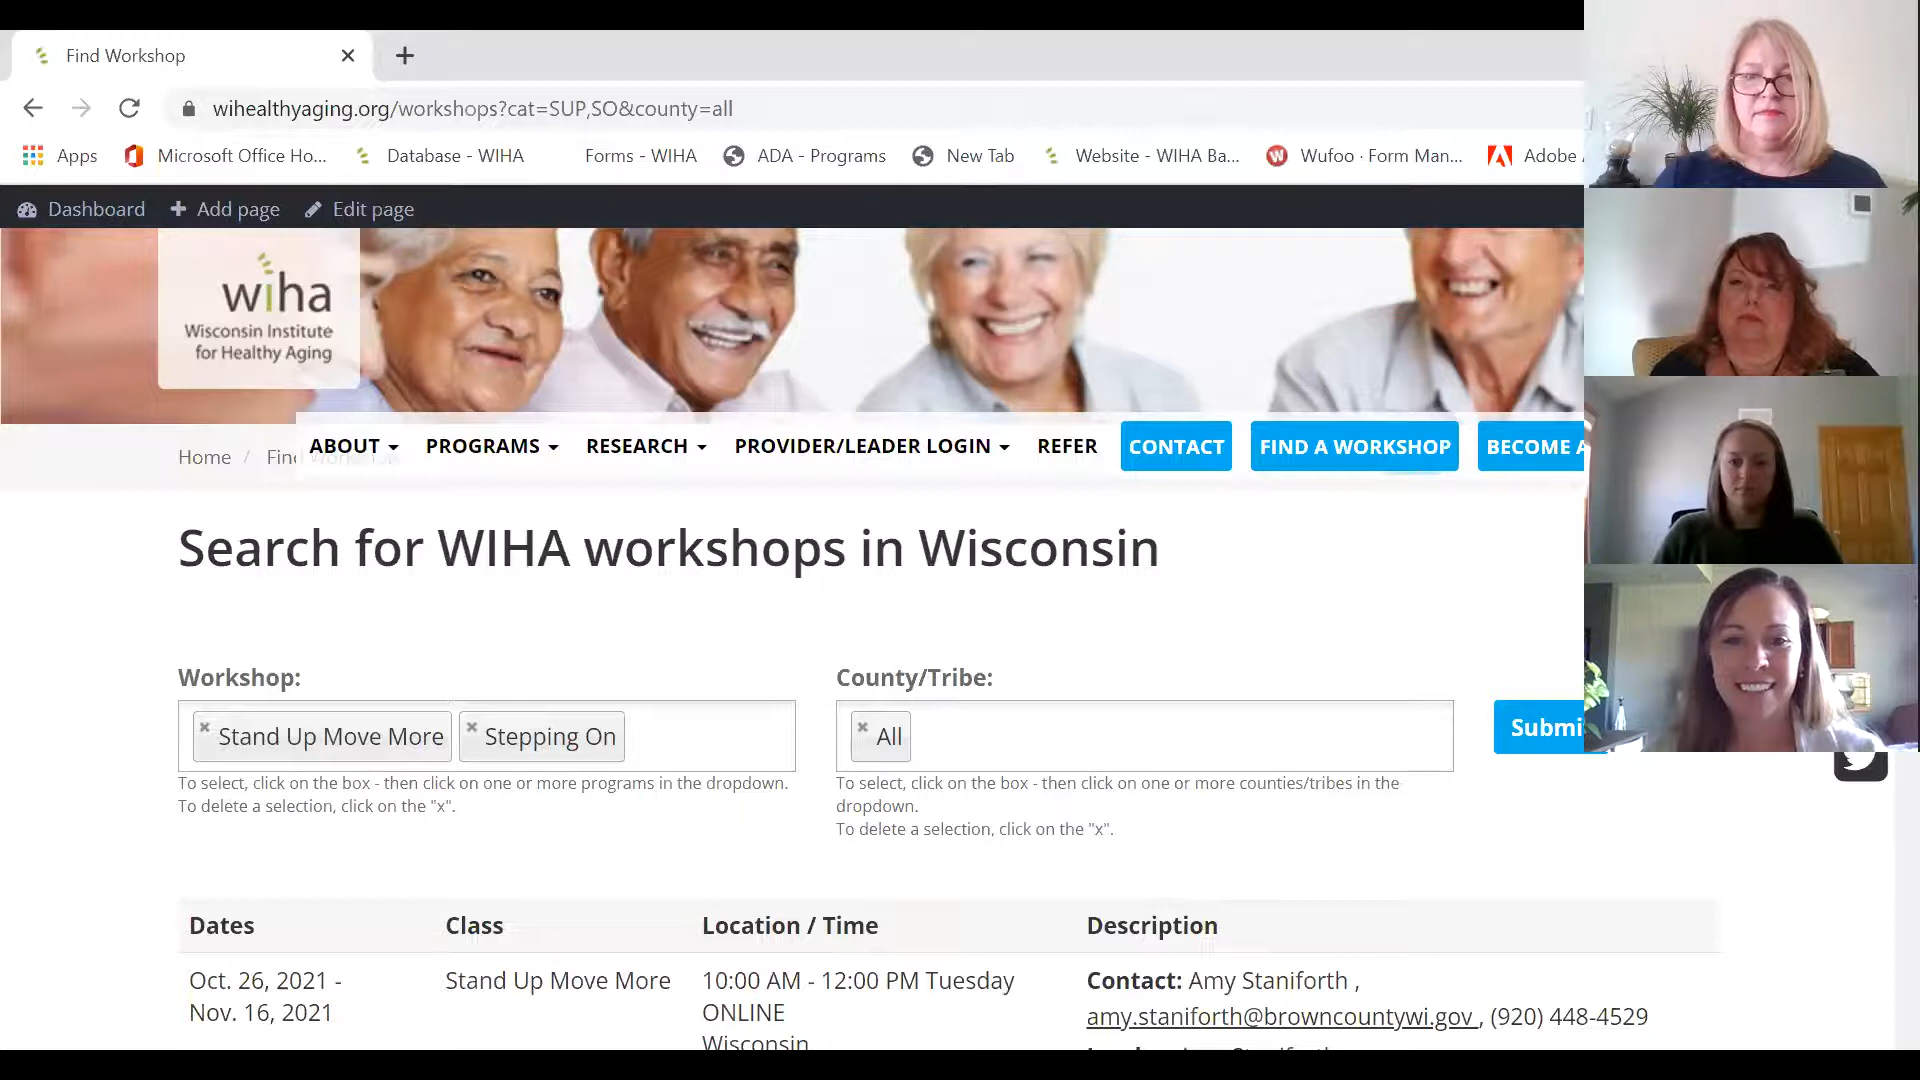 Find Workshop
wihealthyaging.org/workshops?cat=SUP,SO&county=all
Apps Microsoft Office Ho... Database - WIHA Forms - WIHA ADA - Programs New Tab Website - WIHA Ba... Wufoo · Form Man... Adobe
Dashboard Add page Edit page
wiha
Wisconsin Institute
for Healthy Aging
ABOUT PROGRAMS RESEARCH PROVIDER/LEADER LOGIN REFER CONTACT FIND A WORKSHOP BECOME A
Home /
Search for WIHA workshops in Wisconsin
Workshop: County/Tribe:
× Stand Up Move More × Stepping On × All Submi
To select, click on the box - then click on one or more programs in the dropdown.
To delete a selection, click on the "x".
To select, click on the box - then click on one or more counties/tribes in the
dropdown.
To delete a selection, click on the "x".
Dates Class Location / Time Description
Oct. 26, 2021 -
Nov. 16, 2021
Stand Up Move More
10:00 AM - 12:00 PM Tuesday
ONLINE
Wisconsin
Contact: Amy Staniforth ,
amy.staniforth@browncountywi.gov , (920) 448-4529